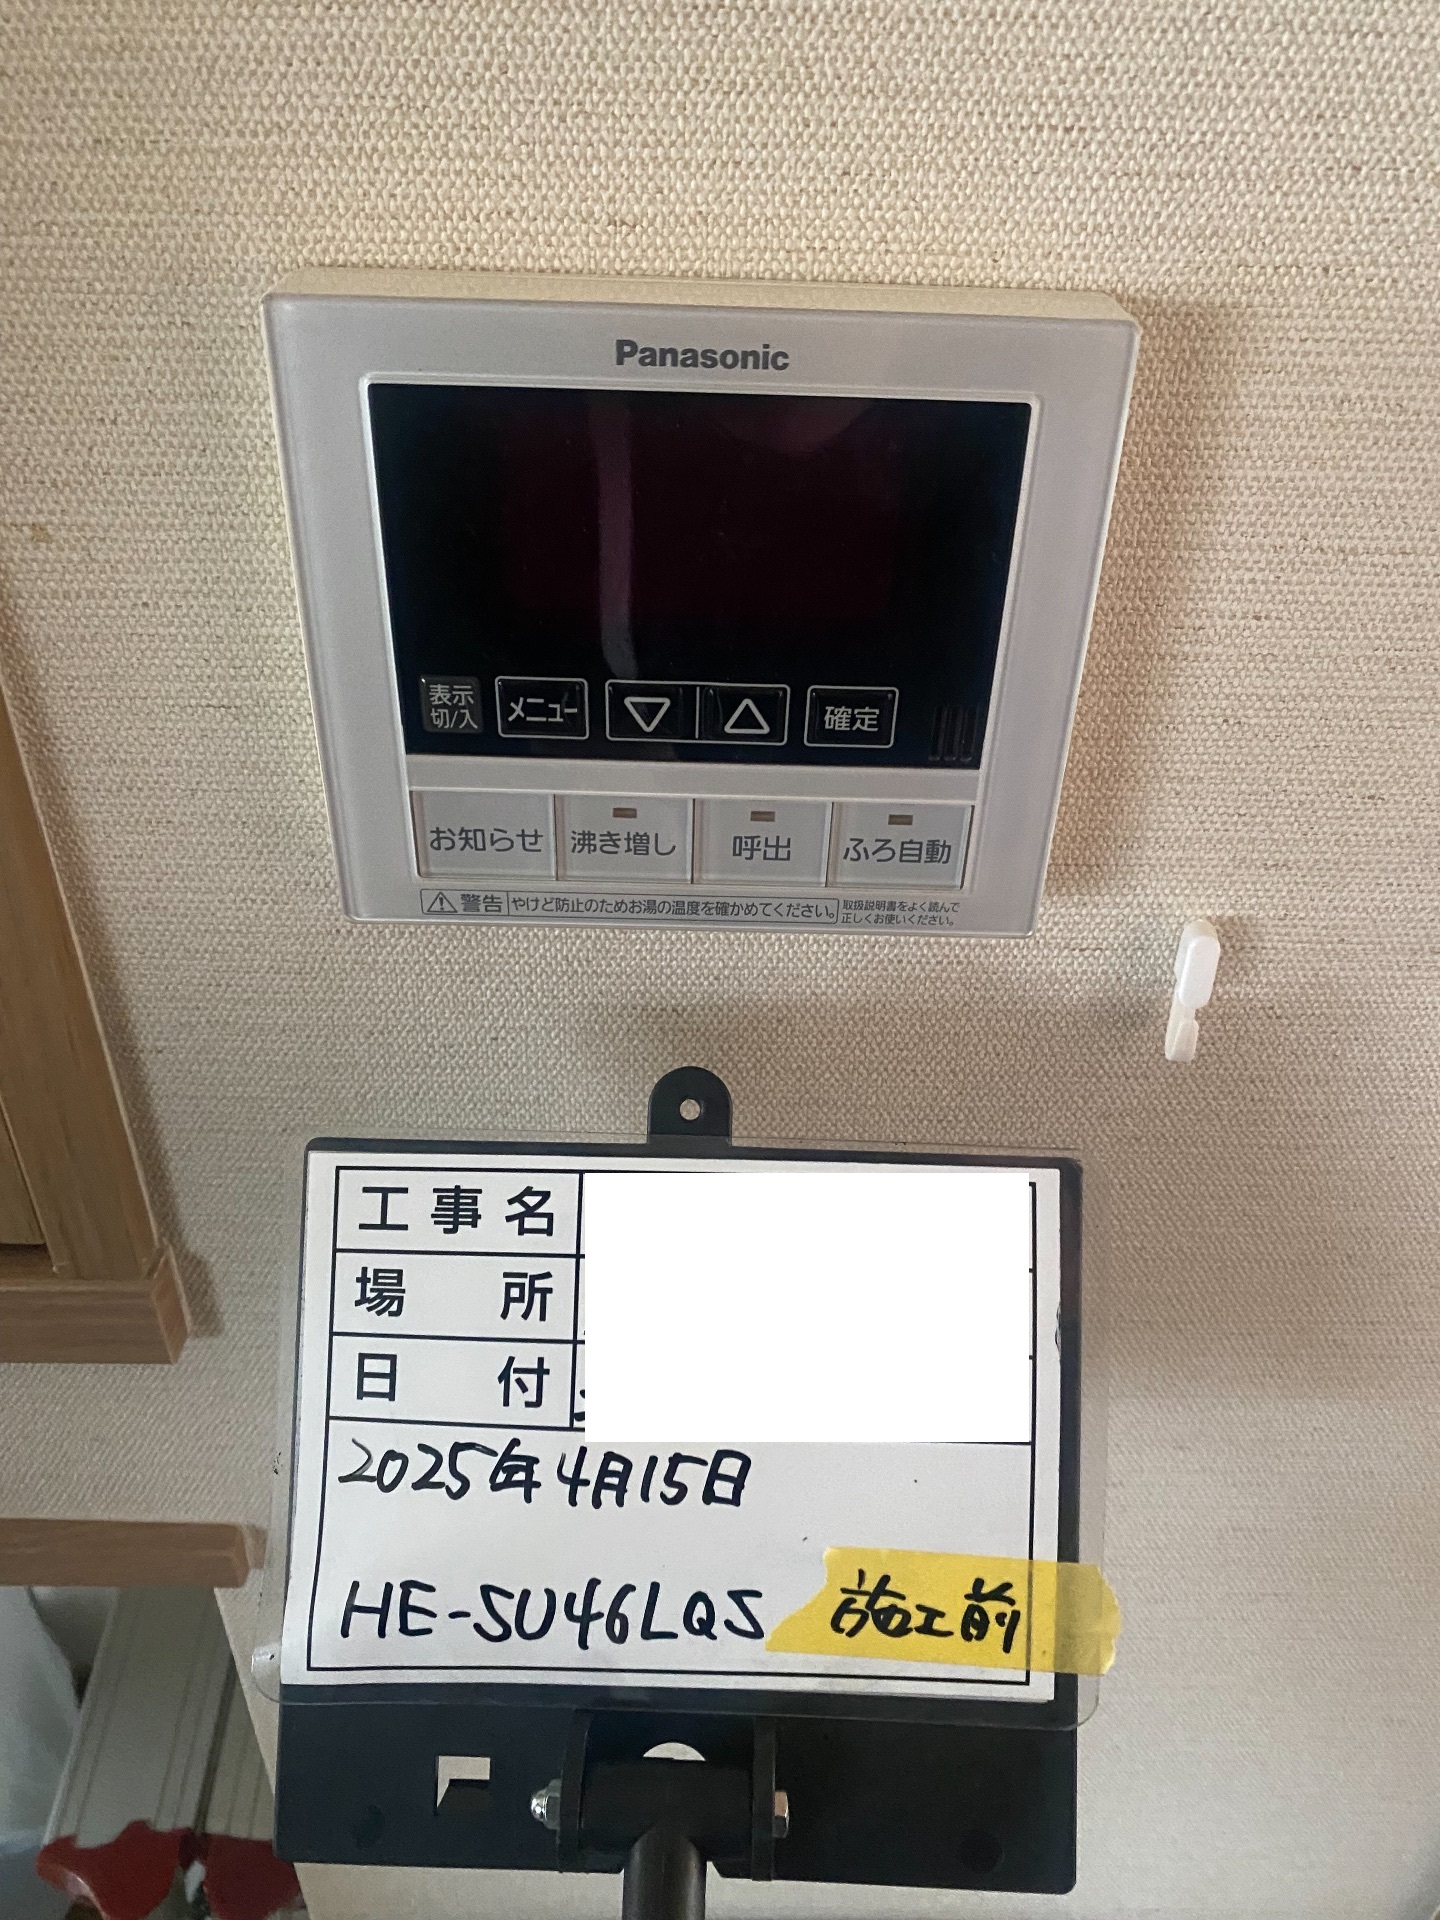 Panasonic
表示
切/入
メニュー
▽
△
確定
お知らせ
沸き増し
呼出
ふろ自動
⚠警告 やけど防止のためお湯の温度を確かめてください。
取扱説明書をよく読んで
正しくお使いください。
工事名
場所
日付
2025年4月15日
HE-SU46LQS
施工前